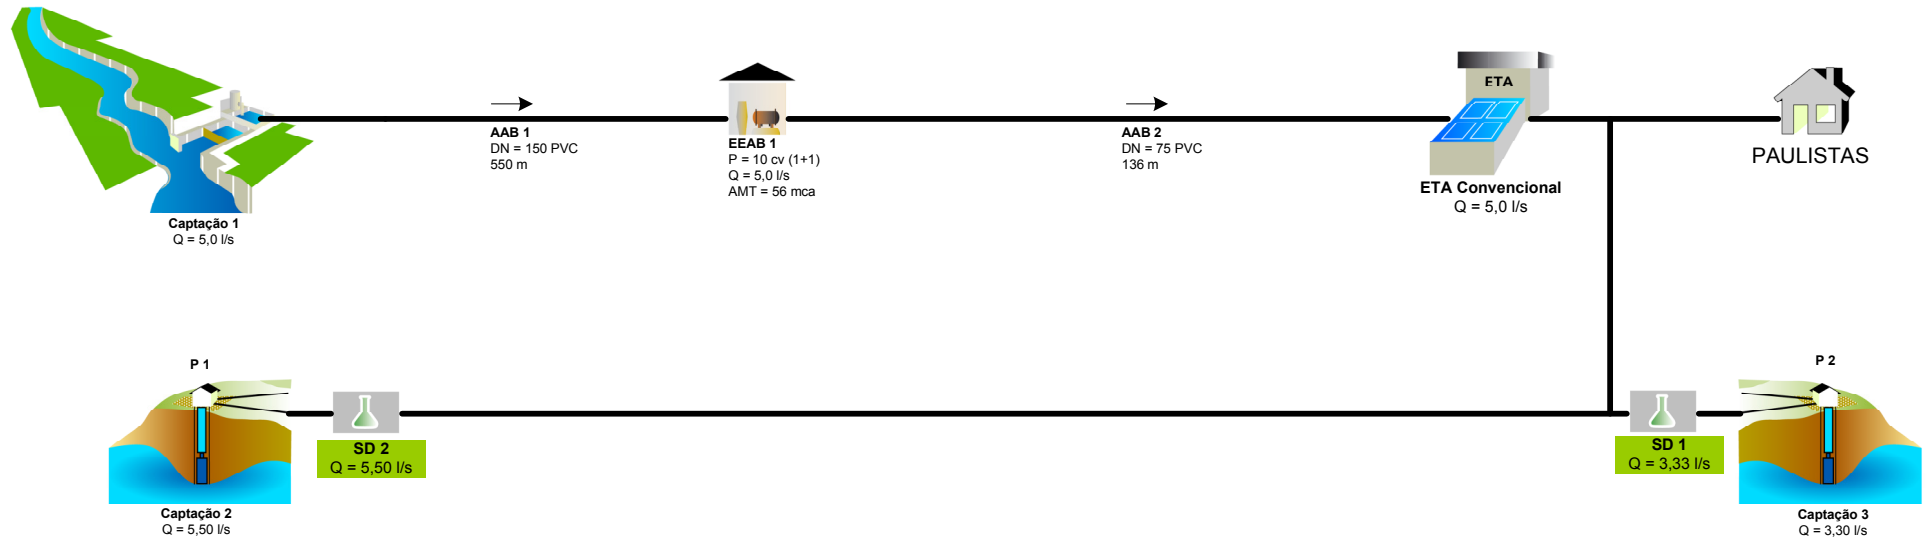 ETA
AAB 1
DN = 150 PVC
550 m
EEAB 1
P = 10 cv (1+1)
Q = 5,0 l/s
AMT = 56 mca
AAB 2
DN = 75 PVC
136 m
ETA Convencional
Q = 5,0 l/s
PAULISTAS
Captação 1
Q = 5,0 l/s
P 1
SD 2
Q = 5,50 l/s
Captação 2
Q = 5,50 l/s
P 2
SD 1
Q = 3,33 l/s
Captação 3
Q = 3,30 l/s